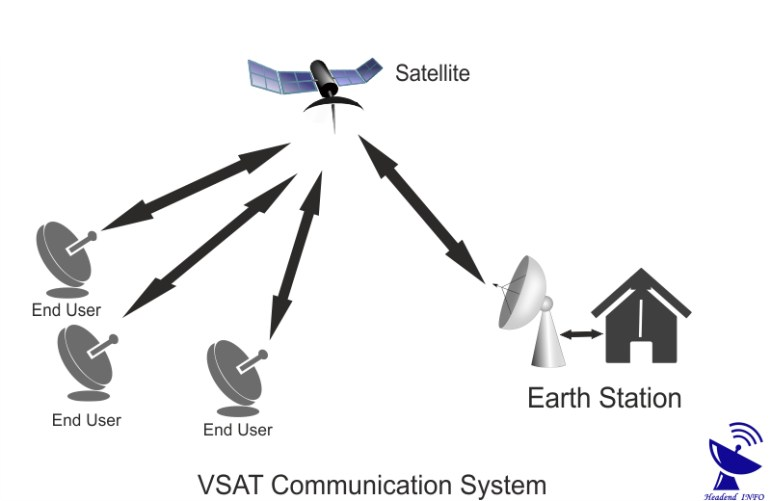 Satellite
End User
End User
End User
Earth Station
VSAT Communication System
Headend INFO